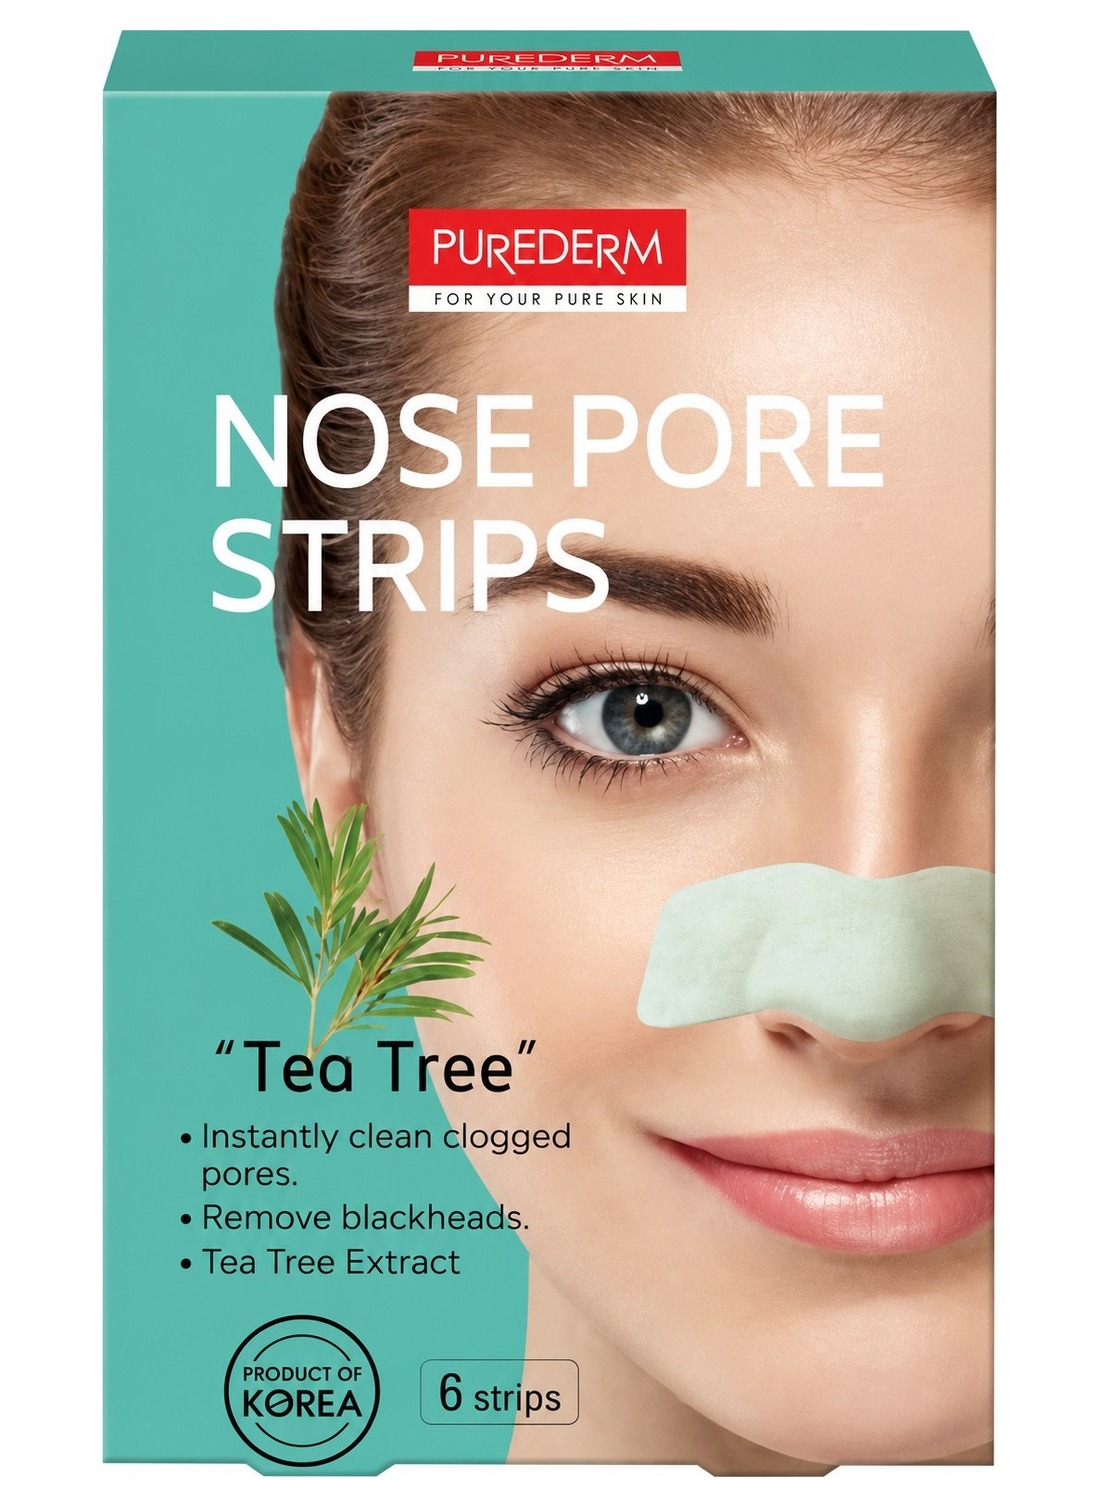 PUREDERM
FOR YOUR PURE SKIN
PUREDERM
FOR YOUR PURE SKIN
NOSE PORE
STRIPS
“Tea Tree”
• Instantly clean clogged
pores.
• Remove blackheads.
• Tea Tree Extract
PRODUCT OF
KOREA
6 strips